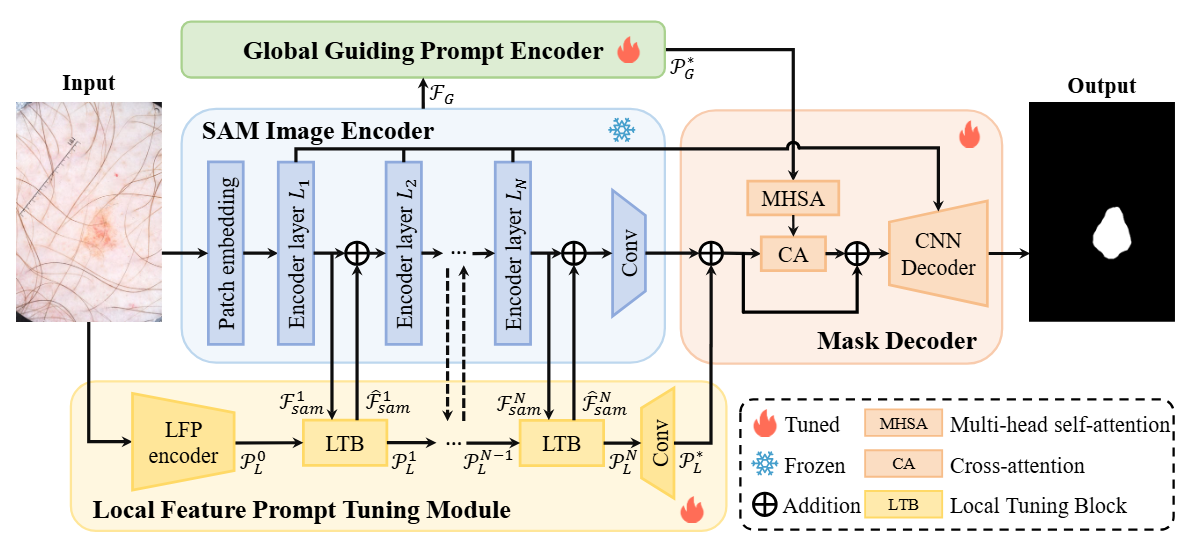 Global Guiding Prompt Encoder
$\mathcal{P}_G^*$
Input
$\mathcal{F}_G$
Output
SAM Image Encoder
Patch embedding
Encoder layer $L_1$
Encoder layer $L_2$
...
Encoder layer $L_N$
Conv
MHSA
CA
CNN
Decoder
Mask Decoder
$\mathcal{F}_{sam}^1$
$\hat{\mathcal{F}}_{sam}^1$
$\mathcal{F}_{sam}^N$
$\hat{\mathcal{F}}_{sam}^N$
LFP
encoder
$\mathcal{P}_L^0$
LTB
$\mathcal{P}_L^1$
...
$\mathcal{P}_L^{N-1}$
LTB
$\mathcal{P}_L^N$
Conv
$\mathcal{P}_L^*$
Local Feature Prompt Tuning Module
Tuned
MHSA
Multi-head self-attention
Frozen
CA
Cross-attention
Addition
LTB
Local Tuning Block